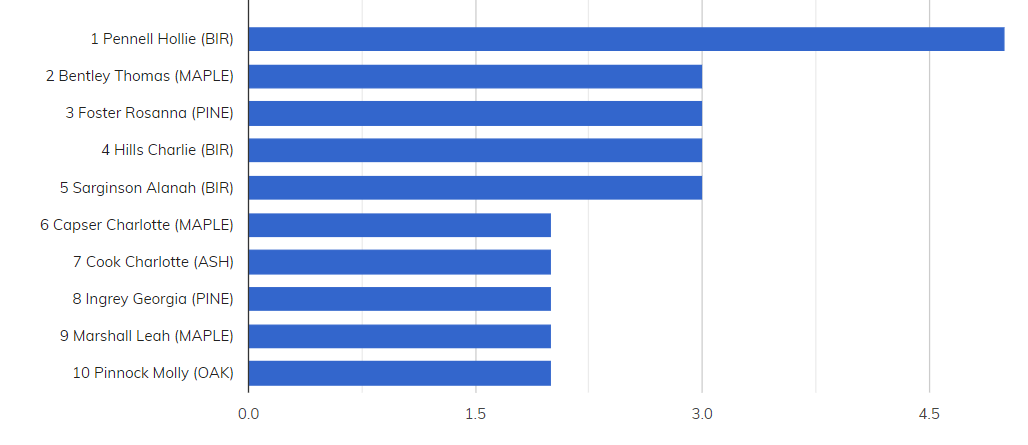 1 Pennell Hollie (BIR)
2 Bentley Thomas (MAPLE)
3 Foster Rosanna (PINE)
4 Hills Charlie (BIR)
5 Sarginson Alanah (BIR)
6 Capser Charlotte (MAPLE)
7 Cook Charlotte (ASH)
8 Ingrey Georgia (PINE)
9 Marshall Leah (MAPLE)
10 Pinnock Molly (OAK)
0.0 1.5 3.0 4.5